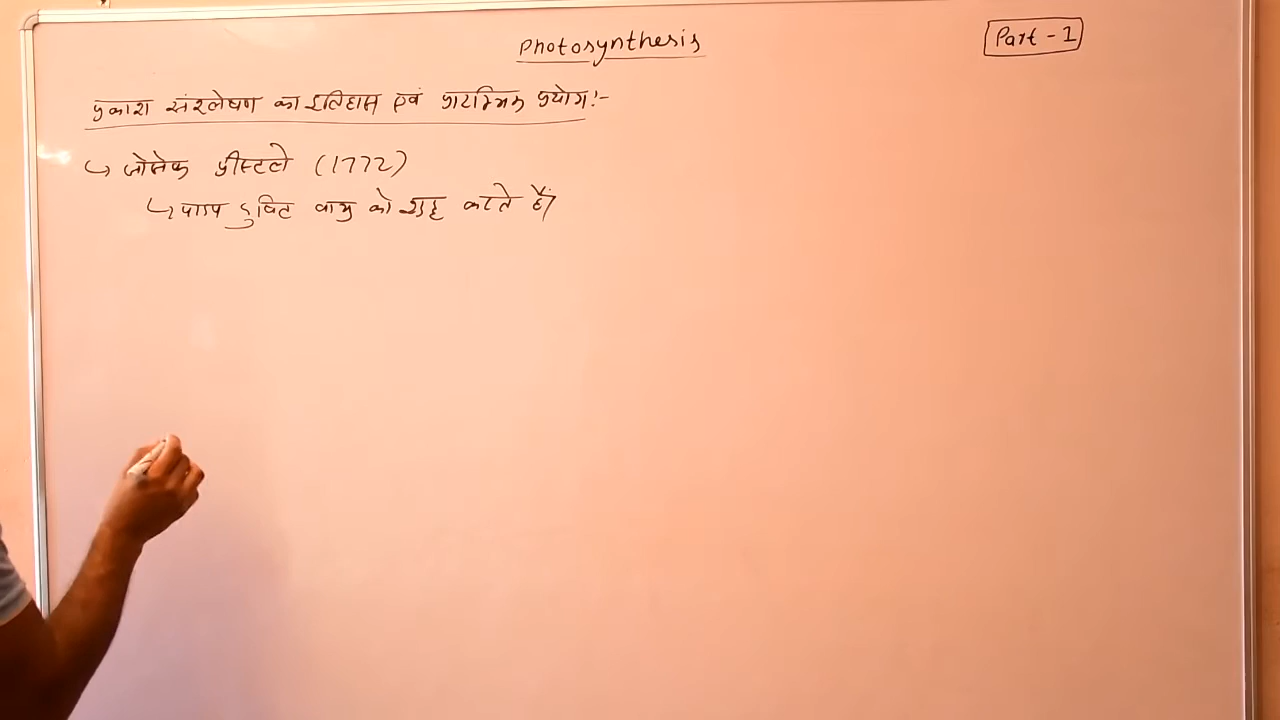 Photosynthesis
Part - 1
प्रकाश संश्लेषण का इतिहास एवं प्रारम्भिक प्रयोग:-
↳ जोसेफ प्रीस्टले (1772)
↳ पादप दुषित वायु को शुद्ध करते हैं